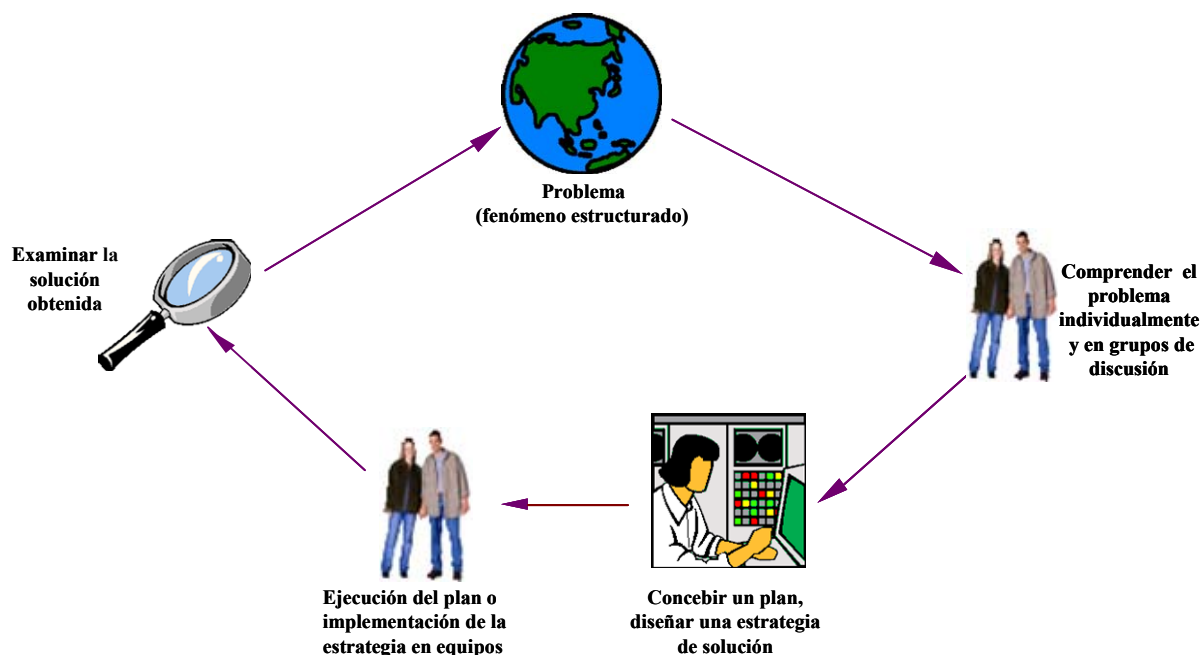 Problema
(fenómeno estructurado)
Comprender el
problema
individualmente
y en grupos de
discusión
Concebir un plan,
diseñar una estrategia
de solución
Ejecución del plan o
implementación de la
estrategia en equipos
Examinar la
solución
obtenida